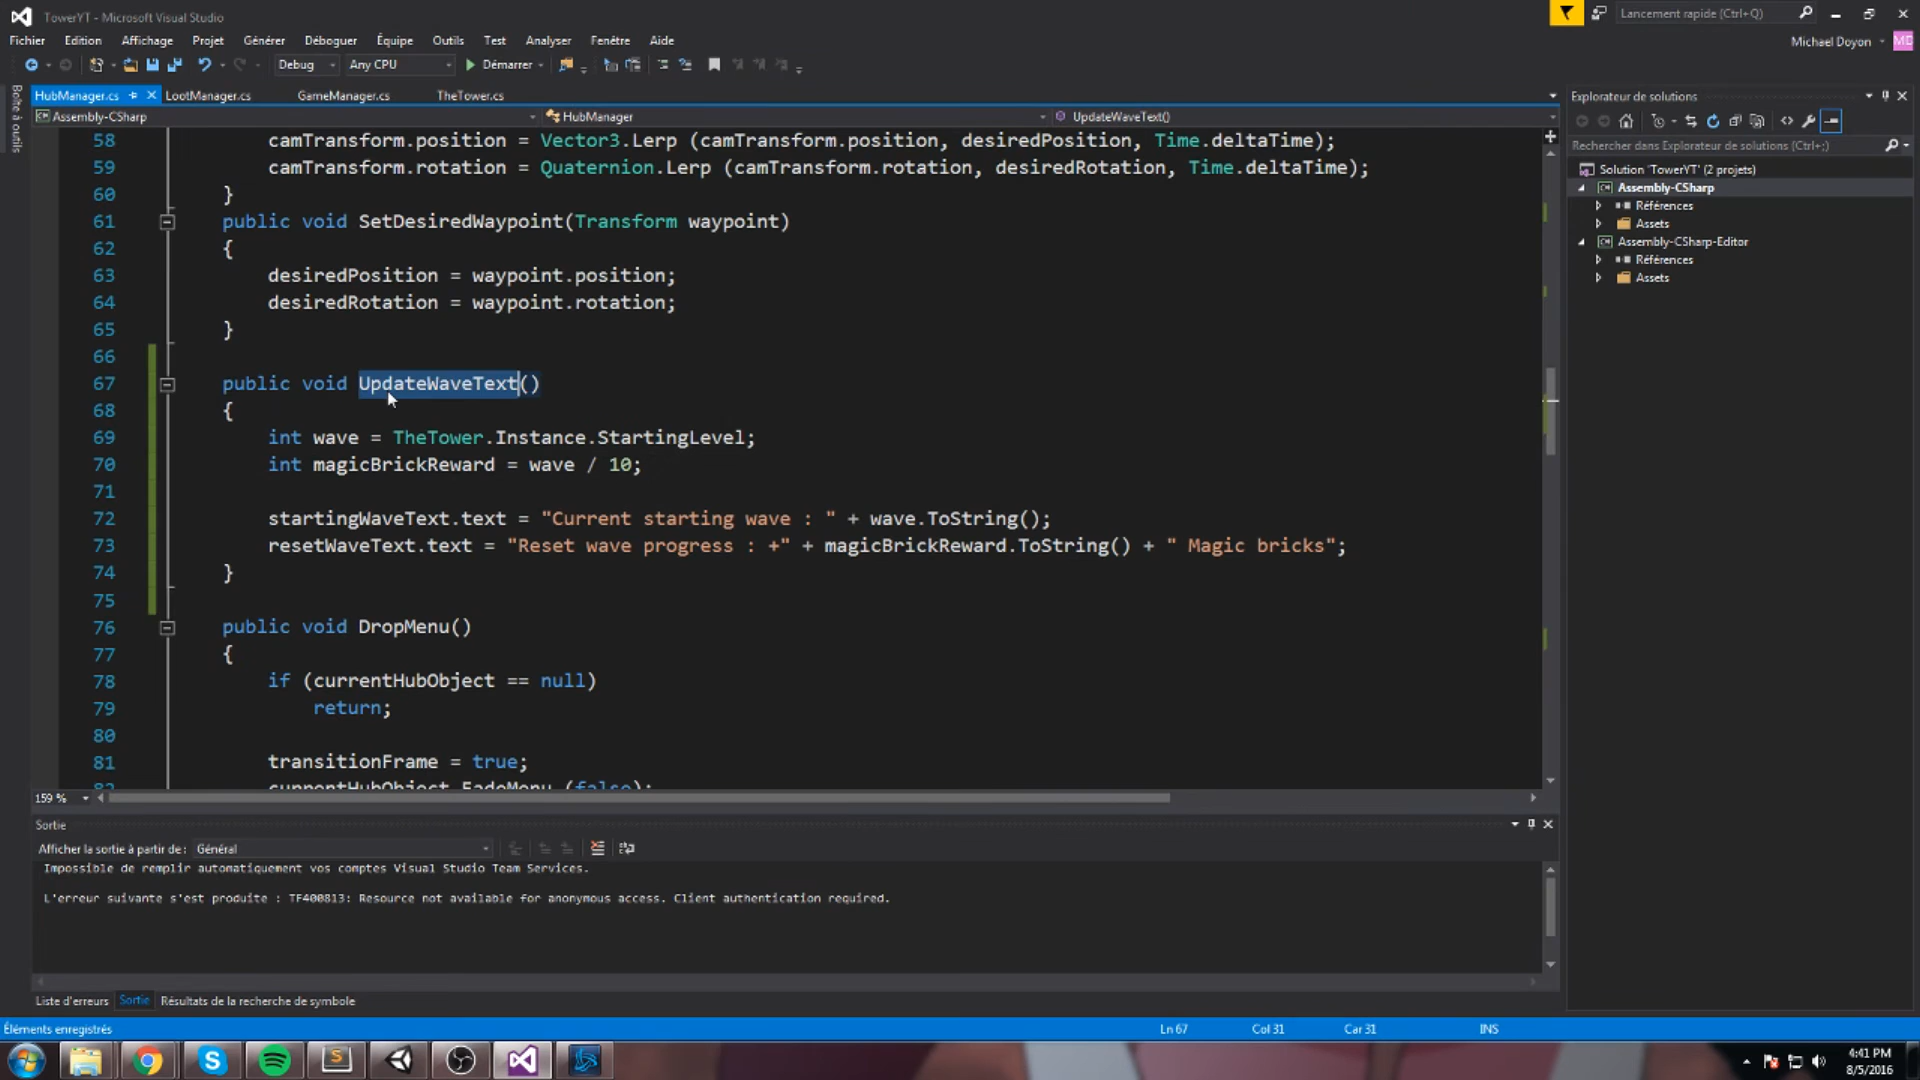 TowerYT - Microsoft Visual Studio
Lancement rapide (Ctrl+Q)
Fichier Edition Affichage Projet Générer Déboguer Équipe Outils Test Analyser Fenêtre Aide
Michael Doyon MD
Debug Any CPU Démarrer
Boîte à outils
HubManager.cs LootManager.cs GameManager.cs TheTower.cs
Assembly-CSharp HubManager UpdateWaveText()
58 camTransform.position = Vector3.Lerp (camTransform.position, desiredPosition, Time.deltaTime);
59 camTransform.rotation = Quaternion.Lerp (camTransform.rotation, desiredRotation, Time.deltaTime);
60 }
61 public void SetDesiredWaypoint(Transform waypoint)
62 {
63 desiredPosition = waypoint.position;
64 desiredRotation = waypoint.rotation;
65 }
66
67 public void UpdateWaveText()
68 {
69 int wave = TheTower.Instance.StartingLevel;
70 int magicBrickReward = wave / 10;
71
72 startingWaveText.text = "Current starting wave : " + wave.ToString();
73 resetWaveText.text = "Reset wave progress : +" + magicBrickReward.ToString() + " Magic bricks";
74 }
75
76 public void DropMenu()
77 {
78 if (currentHubObject == null)
79 return;
80
81 transitionFrame = true;
82 currentHubObject.FadeMenu (false);
159 %
Explorateur de solutions
Rechercher dans Explorateur de solutions (Ctrl+;)
Solution 'TowerYT' (2 projets)
Assembly-CSharp
Références
Assets
Assembly-CSharp-Editor
Références
Assets
Sortie
Afficher la sortie à partir de : Général
Impossible de remplir automatiquement vos comptes Visual Studio Team Services.
L'erreur suivante s'est produite : TF400813: Resource not available for anonymous access. Client authentication required.
Liste d'erreurs Sortie Résultats de la recherche de symbole
Éléments enregistrés Ln 67 Col 31 Car 31 INS
4:41 PM
8/5/2016